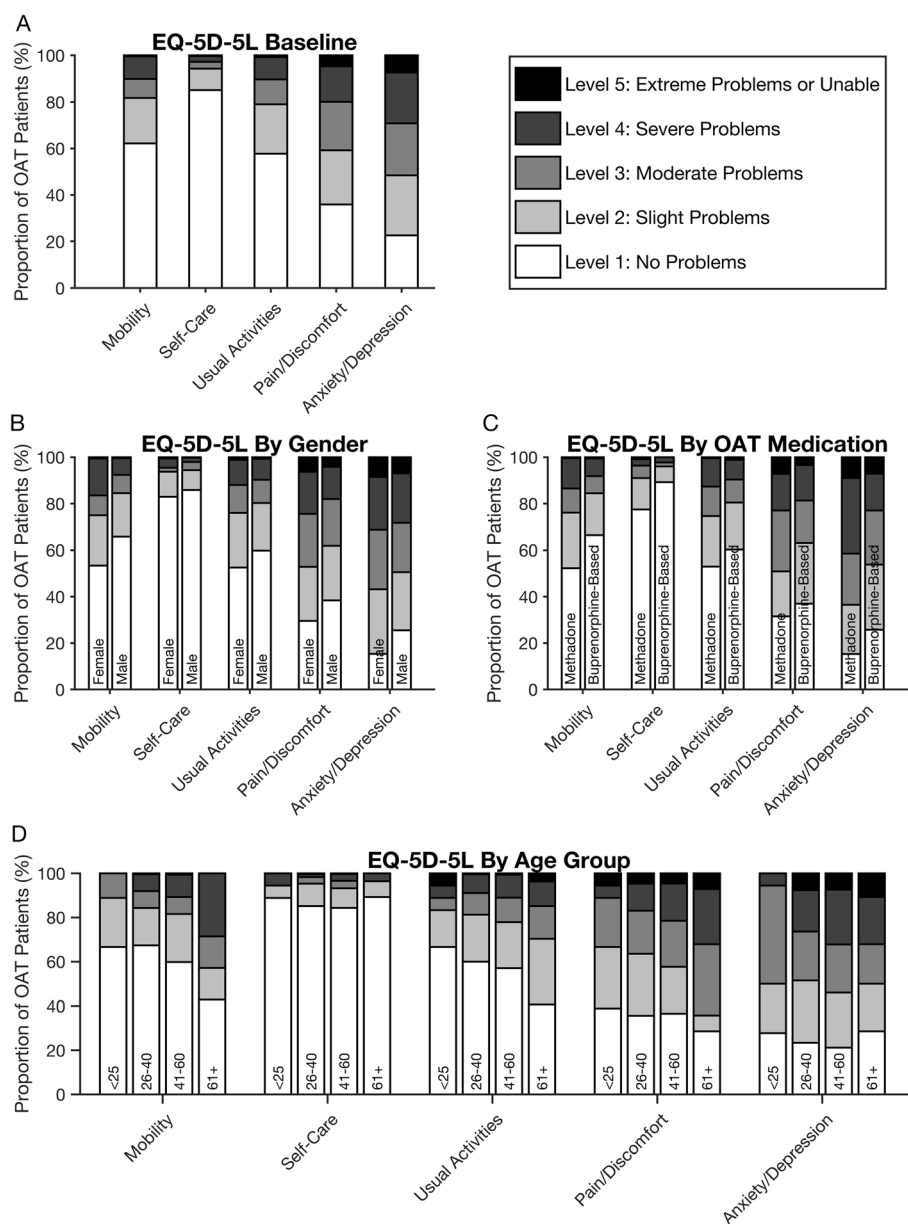 A
EQ-5D-5L Baseline
Proportion of OAT Patients (%)
100
80
60
40
20
0
Mobility
Self-Care
Usual Activities
Pain/Discomfort
Anxiety/Depression
Level 5: Extreme Problems or Unable
Level 4: Severe Problems
Level 3: Moderate Problems
Level 2: Slight Problems
Level 1: No Problems
B
EQ-5D-5L By Gender
Proportion of OAT Patients (%)
100
80
60
40
20
0
Female
Male
Female
Male
Female
Male
Female
Male
Female
Male
Mobility
Self-Care
Usual Activities
Pain/Discomfort
Anxiety/Depression
C
EQ-5D-5L By OAT Medication
Proportion of OAT Patients (%)
100
80
60
40
20
0
Methadone
Buprenorphine-Based
Methadone
Buprenorphine-Based
Methadone
Buprenorphine-Based
Methadone
Buprenorphine-Based
Methadone
Buprenorphine-Based
Mobility
Self-Care
Usual Activities
Pain/Discomfort
Anxiety/Depression
D
EQ-5D-5L By Age Group
Proportion of OAT Patients (%)
100
80
60
40
20
0
<25
26-40
41-60
61+
<25
26-40
41-60
61+
<25
26-40
41-60
61+
<25
26-40
41-60
61+
<25
26-40
41-60
61+
Mobility
Self-Care
Usual Activities
Pain/Discomfort
Anxiety/Depression